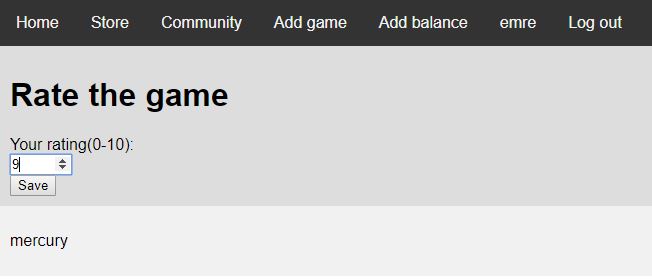 Home Store Community Add game Add balance emre Log out
Rate the game
Your rating(0-10):
9
Save
mercury